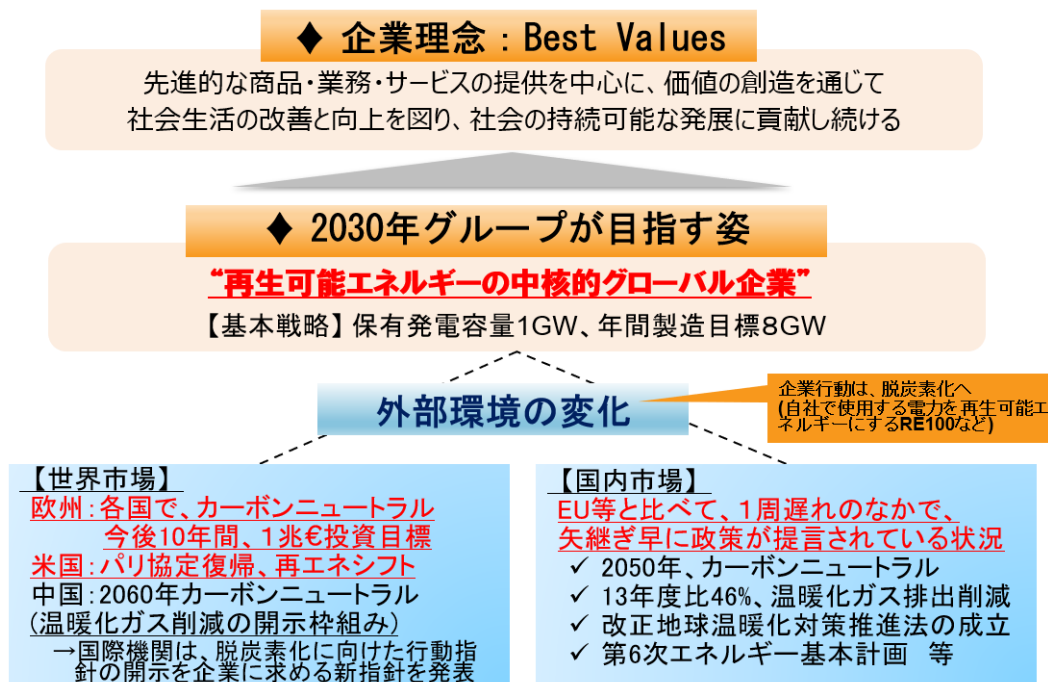 ◆ 企業理念:Best Values
先進的な商品・業務・サービスの提供を中心に、価値の創造を通じて
社会生活の改善と向上を図り、社会の持続可能な発展に貢献し続ける
◆ 2030年グループが目指す姿
“再生可能エネルギーの中核的グローバル企業”
【基本戦略】保有発電容量1GW、年間製造目標8GW
外部環境の変化
企業行動は、脱炭素化へ
(自社で使用する電力を再生可能エ
ネルギーにするRE100など)
【世界市場】
欧州:各国で、カーボンニュートラル
今後10年間、1兆€投資目標
米国:パリ協定復帰、再エネシフト
中国:2060年カーボンニュートラル
(温暖化ガス削減の開示枠組み)
→国際機関は、脱炭素化に向けた行動指
針の開示を企業に求める新指針を発表
【国内市場】
EU等と比べて、1周遅れのなかで、
矢継ぎ早に政策が提言されている状況
✓ 2050年、カーボンニュートラル
✓ 13年度比46%、温暖化ガス排出削減
✓ 改正地球温暖化対策推進法の成立
✓ 第6次エネルギー基本計画 等